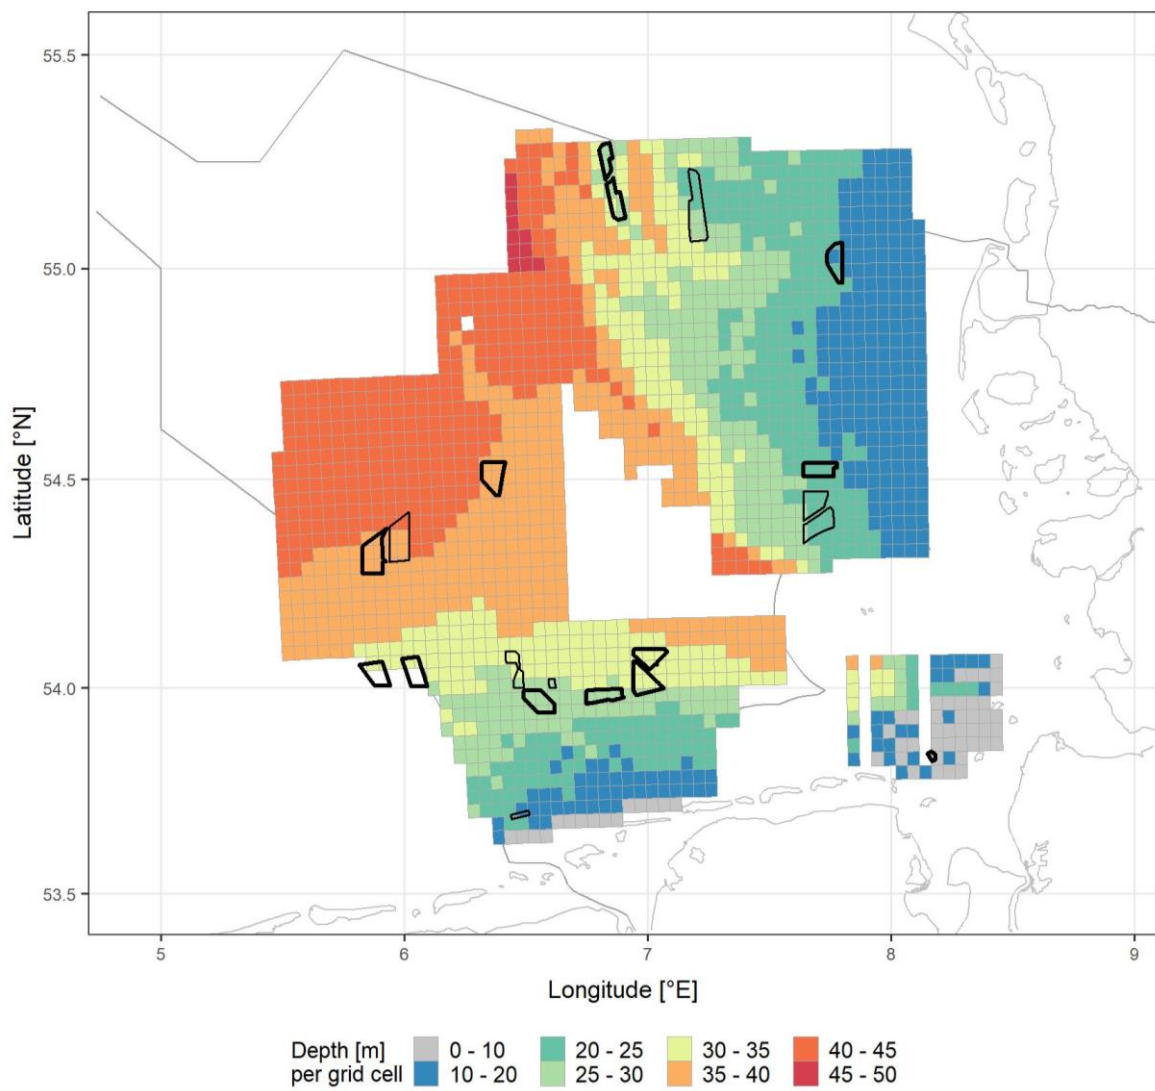 55.5
55.0
54.5
54.0
53.5
Latitude [°N]
5 6 7 8 9
Longitude [°E]
Depth [m] 0 - 10 20 - 25 30 - 35 40 - 45
per grid cell 10 - 20 25 - 30 35 - 40 45 - 50